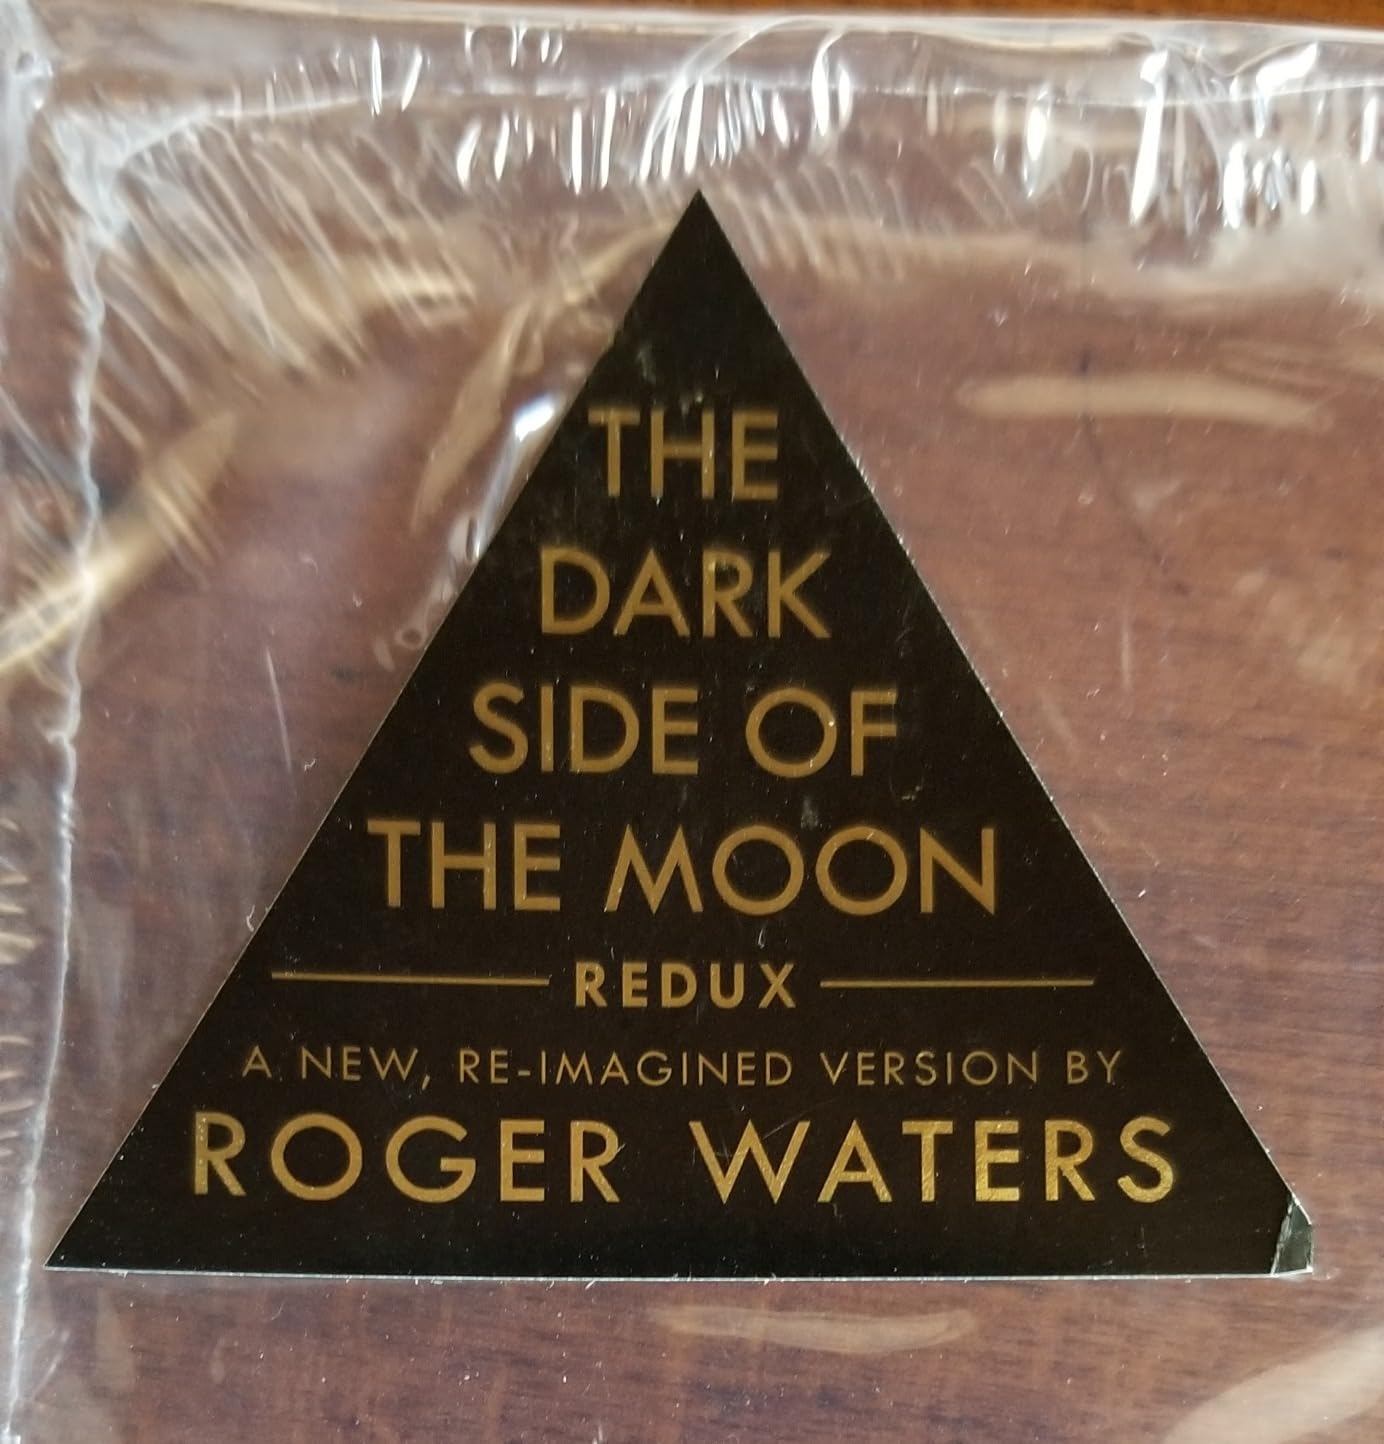 THE
DARK
SIDE OF
THE MOON
REDUX
A NEW, RE-IMAGINED VERSION BY
ROGER WATERS